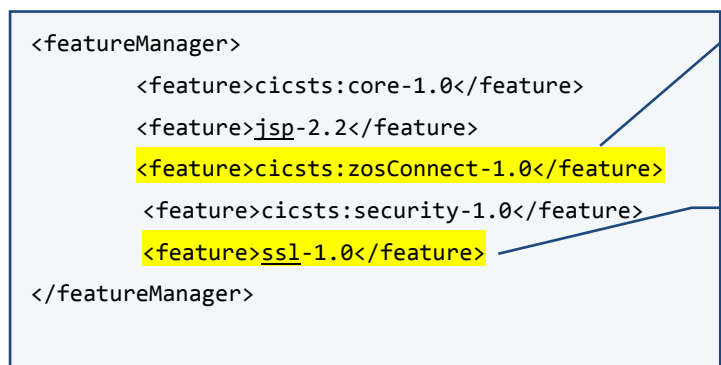 <featureManager>
<feature>cicsts:core-1.0</feature>
<feature>jsp-2.2</feature>
<feature>cicsts:zosConnect-1.0</feature>
<feature>cicsts:security-1.0</feature>
<feature>ssl-1.0</feature>
</featureManager>